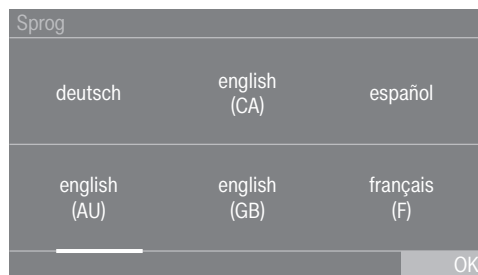 Sprog
deutsch
english
(CA)
español
english
(AU)
english
(GB)
français
(F)
OK